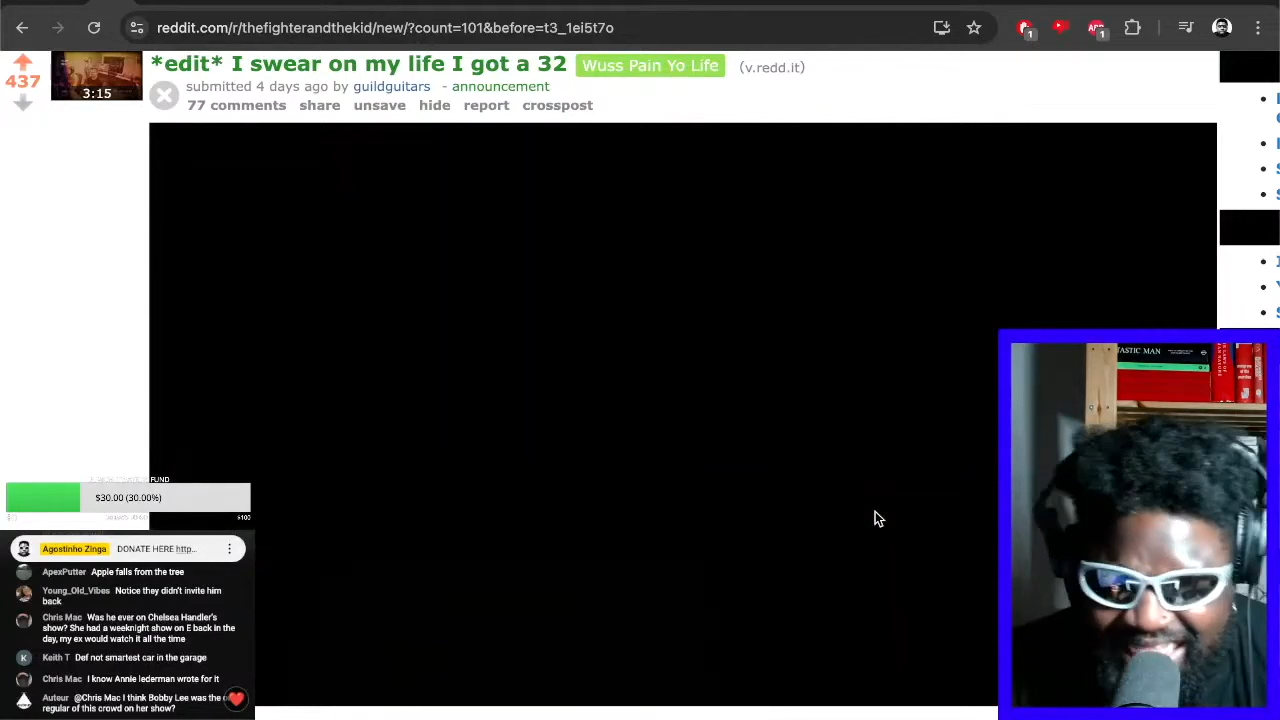 reddit.com/r/thefighterandthekid/new/?count=101&before=t3_1ei5t7o
1
1
437
3:15
*edit* I swear on my life I got a 32 Wuss Pain Yo Life (v.redd.it)
submitted 4 days ago by guildguitars - announcement
77 comments share unsave hide report crosspost
FUND
$30.00 (30.00%)
$100
Agostinho Zinga DONATE HERE http...
ApexPutter Apple falls from the tree
Young_Old_Vibes Notice they didn't invite him
back
Chris Mac Was he ever on Chelsea Handler's
show? She had a weeknight show on E back in the
day, my ex would watch it all the time
Keith T Def not smartest car in the garage
Chris Mac I know Annie lederman wrote for it
Auteur @Chris Mac I think Bobby Lee was the
regular of this crowd on her show?
TASTIC MAN